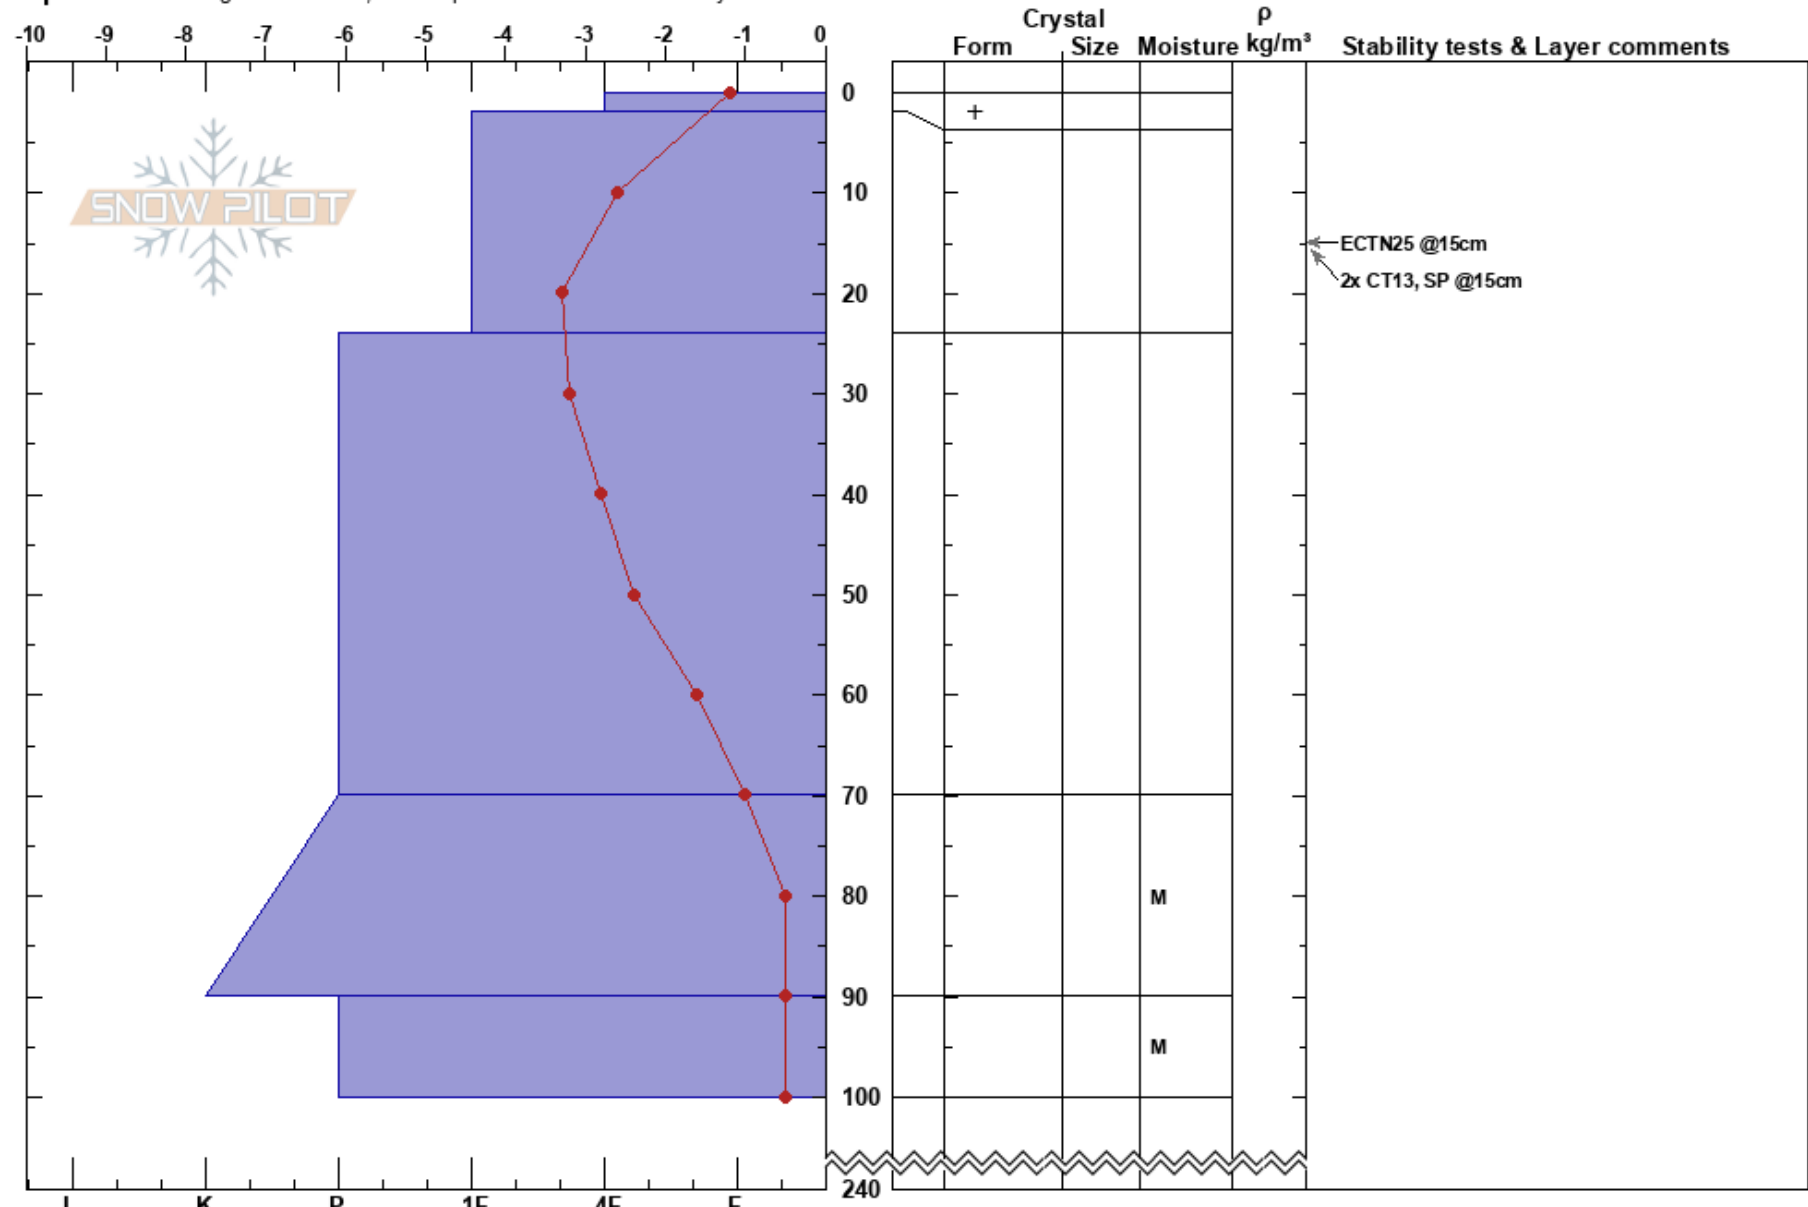 -10 -9 -8 -7 -6 -5 -4 -3 -2 -1 0
Crystal
ρ
Form Size Moisture kg/m³ Stability tests & Layer comments
0
+
SNOW PILOT
10
ECTN25 @15cm
2x CT13, SP @15cm
20
30
40
50
60
70
80
M
90
M
100
240
K P 1F 4F F